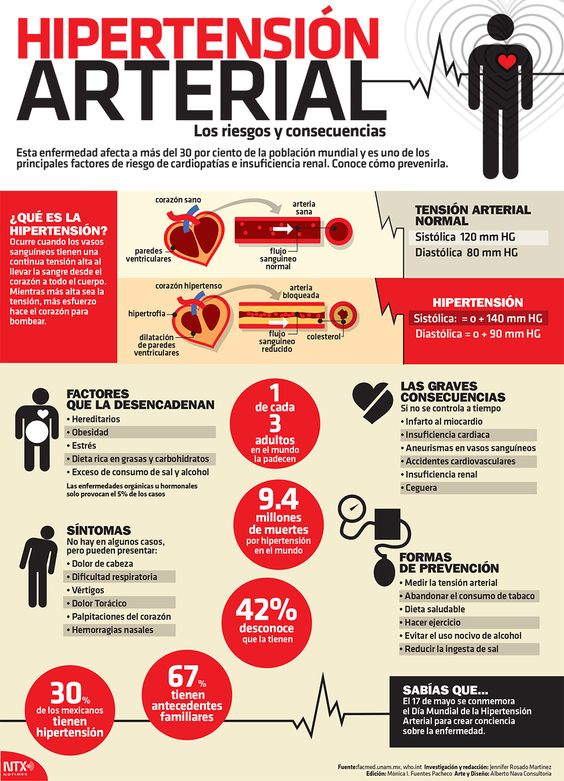 HIPERTENSIÓN
ARTERIAL
Los riesgos y consecuencias
Esta enfermedad afecta a más del 30 por ciento de la población mundial y es uno de los
principales factores de riesgo de cardiopatías e insuficiencia renal. Conoce cómo prevenirla.
¿QUÉ ES LA
HIPERTENSIÓN?
Ocurre cuando los vasos
sanguíneos tienen una
continua tensión alta al
llevar la sangre desde el
corazón a todo el cuerpo.
Mientras más alta sea la
tensión, más esfuerzo
hace el corazón para
bombear.
corazón sano
arteria
sana
paredes
ventriculares
flujo
sanguineo
normal
TENSIÓN ARTERIAL
NORMAL
Sistólica 120 mm HG
Diastólica 80 mm HG
corazón hipertenso
arteria
bloqueada
hipertrofia
dilatación
de paredes
ventriculares
flujo
sanguineo
reducido
colesterol
HIPERTENSIÓN
Sistólica: = o + 140 mm HG
Diastólica = o + 90 mm HG
FACTORES
QUE LA DESENCADENAN
• Hereditarios
• Obesidad
• Estrés
• Dieta rica en grasas y carbohidratos
• Exceso de consumo de sal y alcohol
Las enfermedades orgánicas u hormonales
solo provocan el 5% de los casos
1
de cada
3
adultos
en el mundo
la padecen
LAS GRAVES
CONSECUENCIAS
Si no se controla a tiempo
• Infarto al miocardio
• Insuficiencia cardiaca
• Aneurismas en vasos sanguíneos
• Accidentes cardiovasculares
• Insuficiencia renal
• Ceguera
9.4
millones
de muertes
por hipertensión
en el mundo
SÍNTOMAS
No hay en algunos casos,
pero pueden presentar:
• Dolor de cabeza
• Dificultad respiratoria
• Vértigos
• Dolor Torácico
• Palpitaciones del corazón
• Hemorragias nasales
42%
desconoce
que la tienen
FORMAS
DE PREVENCIÓN
• Medir la tensión arterial
• Abandonar el consumo de tabaco
• Dieta saludable
• Hacer ejercicio
• Evitar el uso nocivo de alcohol
• Reducir la ingesta de sal
30%
de los mexicanos
tienen
hipertensión
67%
tienen
antecedentes
familiares
SABÍAS QUE...
El 17 de mayo se conmemora
el Día Mundial de la Hipertensión
Arterial para crear conciencia
sobre la enfermedad.
NTX
NOTIMEX
Fuente:facmed.unam.mx, who.int Investigación y redacción: Jennifer Rosado Martínez
Edición: Mónica I. Fuentes Pacheco Arte y Diseño: Alberto Nava Consultoría